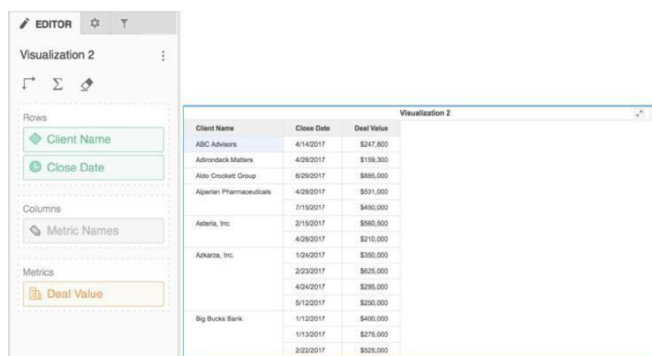 EDITOR
Visualization 2
Rows
Client Name
Close Date
Columns
Metric Names
Metrics
Deal Value
Visualization 2
Client Name Close Date Deal Value
ABC Advisors 4/14/2017 $247,800
Adirondack Matters 4/28/2017 $159,300
Aldo Crockett Group 6/29/2017 $885,000
Alperian Pharmaceuticals 4/28/2017 $531,000
7/15/2017 $450,000
Asteria, Inc. 2/15/2017 $560,500
4/28/2017 $210,000
Azkarza, Inc. 1/24/2017 $350,000
2/23/2017 $625,000
4/24/2017 $295,000
5/12/2017 $250,000
Big Bucks Bank 1/12/2017 $400,000
1/13/2017 $275,000
2/22/2017 $525,000